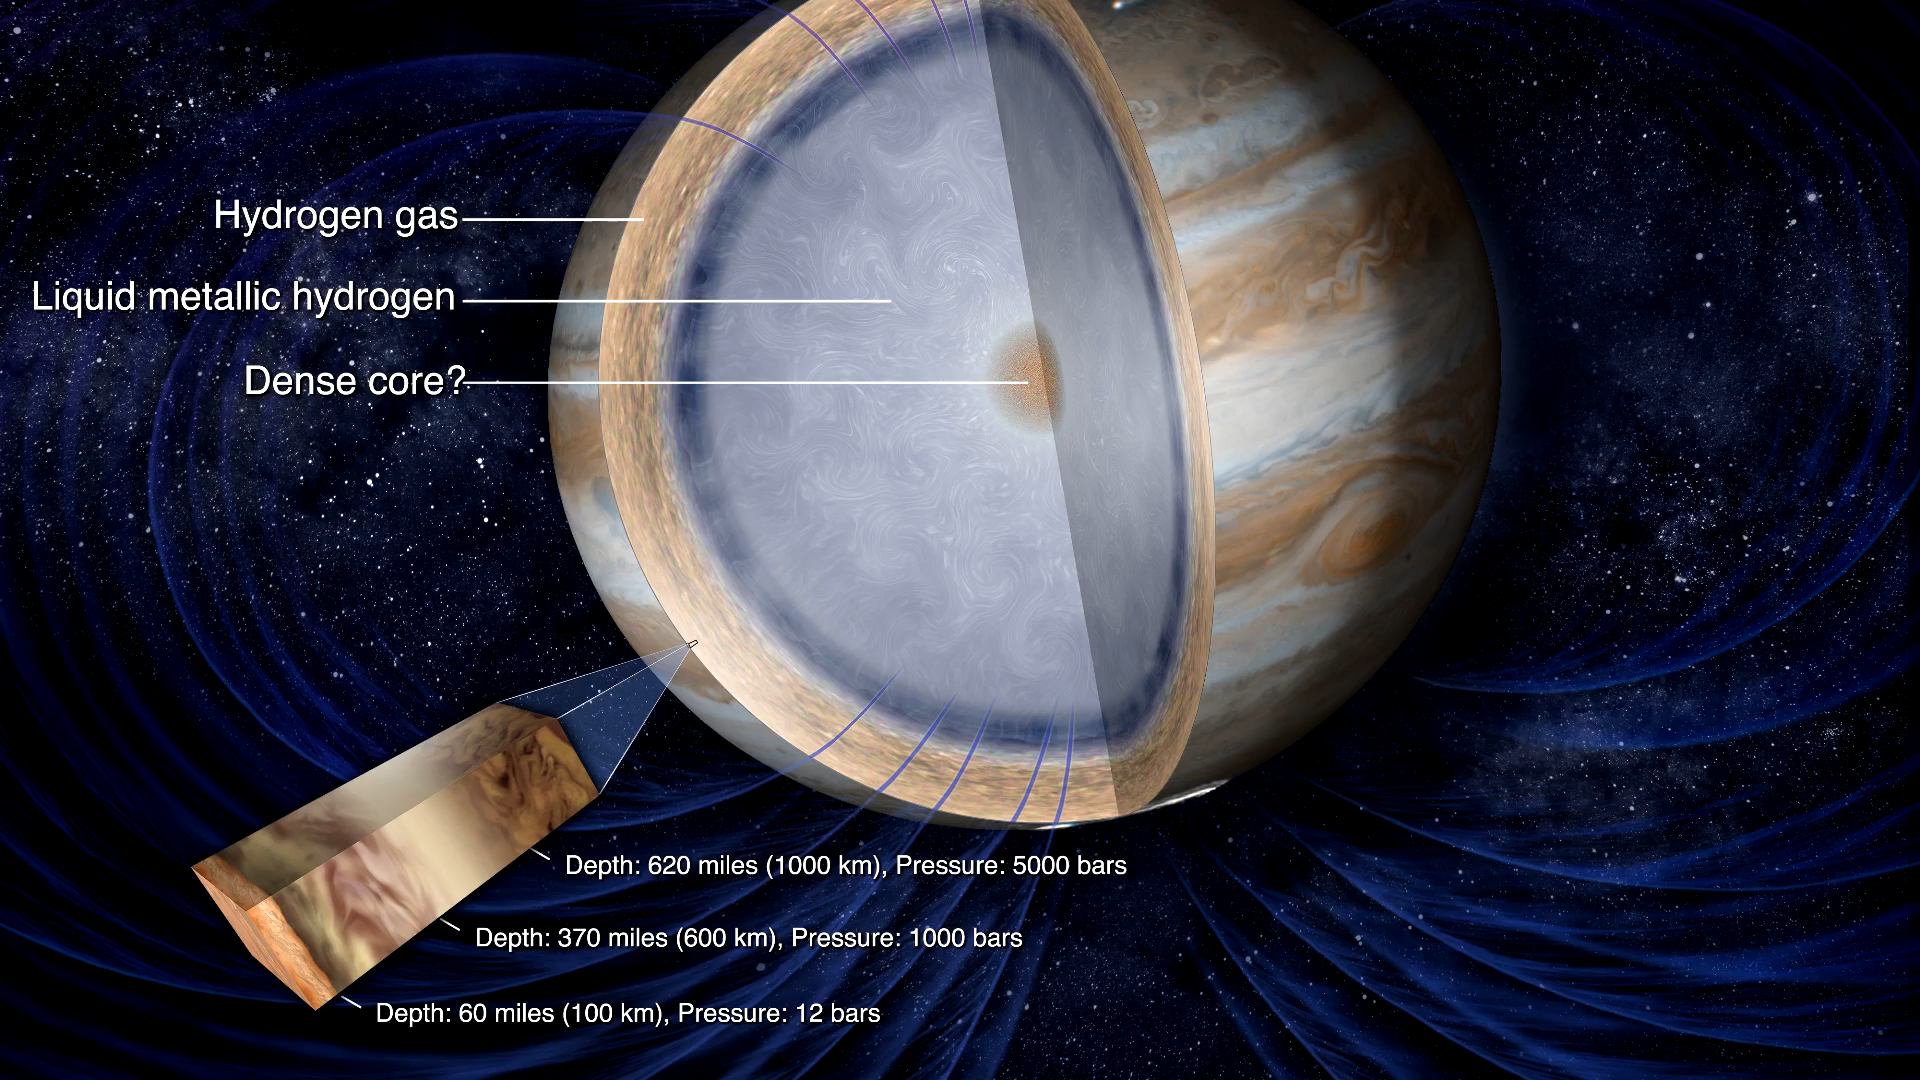 Hydrogen gas
Liquid metallic hydrogen
Dense core?
Depth: 620 miles (1000 km), Pressure: 5000 bars
Depth: 370 miles (600 km), Pressure: 1000 bars
Depth: 60 miles (100 km), Pressure: 12 bars